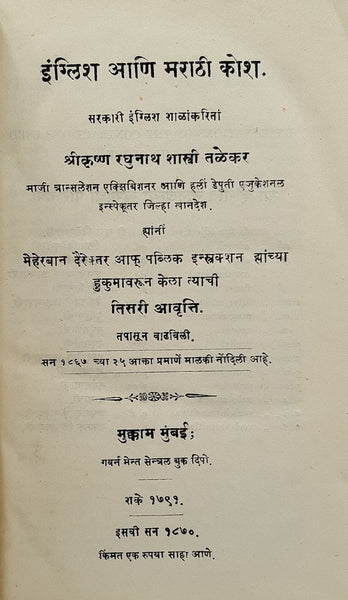 इंग्लिश आणि मराठी कोश.
सरकारी इंग्लिश शाळांकरितां
श्रीकृष्ण रघुनाथ शास्त्री तळेकर
माजी त्रान्सलेशन एक्झिबिशनर आणि हलीं डेपुती एजुकेशनल
इन्स्पेक्तर जिल्हा खानदेश.
ह्यांनीं
मेहेरबान दैरेक्तर आफ् पब्लिक इन्स्त्रक्शन ह्यांच्या
हुकुमावरून केला त्याची
तिसरी आवृत्ति.
तपासून वाढविली.
सन १८६७ च्या २५ आक्ता प्रमाणें मालकी नोंदिली आहे.
मुक्काम मुंबई;
गवर्न मेन्त सेन्त्रल बुक दिपो.
शके १७९१.
इसवी सन १८७०.
किंमत एक रुपया साहा आणे.